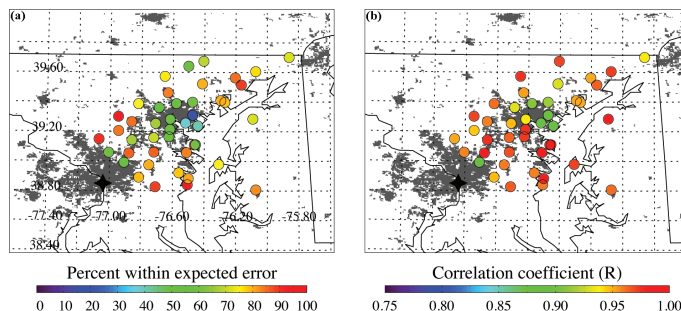 (a)
39.60
39.20
38.80
77.40 77.00 76.60 76.20 75.80
38.40
Percent within expected error
0 10 20 30 40 50 60 70 80 90 100
(b)
Correlation coefficient (R)
0.75 0.80 0.85 0.90 0.95 1.00